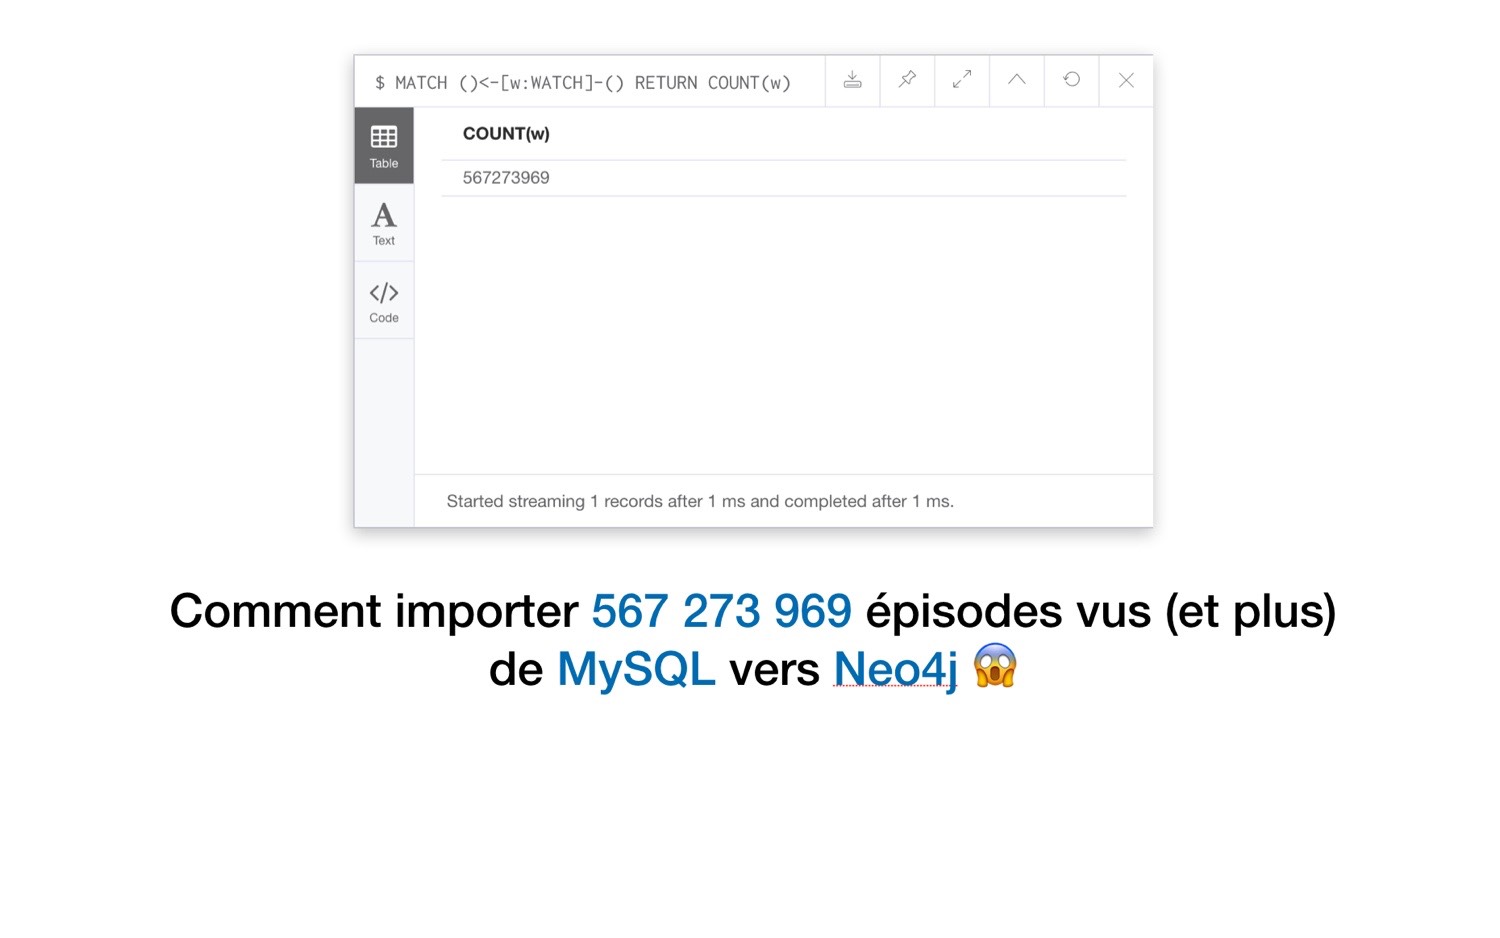 $ MATCH ()<-[w:WATCH]-() RETURN COUNT(w)
Table
Text
Code
COUNT(w)
567273969
Started streaming 1 records after 1 ms and completed after 1 ms.
Comment importer 567 273 969 épisodes vus (et plus)
de MySQL vers Neo4j 😱